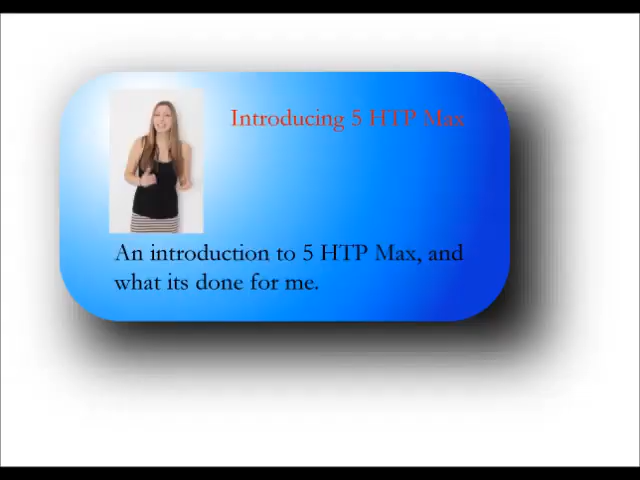 Introducing 5 HTP Max
An introduction to 5 HTP Max, and
what its done for me.